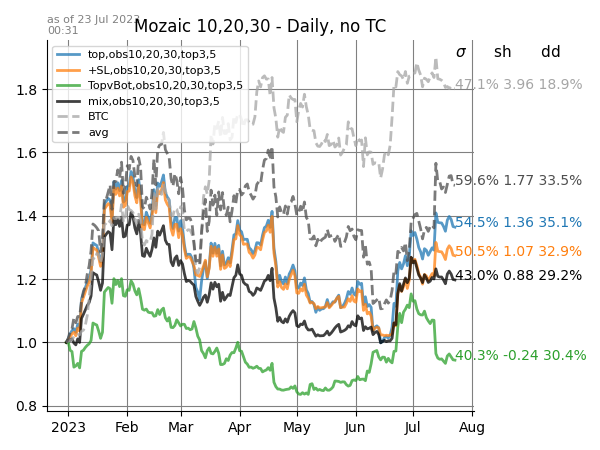 as of 23 Jul 2023
00:31
Mozaic 10,20,30 - Daily, no TC
σ sh dd
top,obs10,20,30,top3,5
+SL,obs10,20,30,top3,5
TopvBot,obs10,20,30,top3,5
mix,obs10,20,30,top3,5
BTC
avg
47.1% 3.96 18.9%
59.6% 1.77 33.5%
54.5% 1.36 35.1%
50.5% 1.07 32.9%
43.0% 0.88 29.2%
40.3% -0.24 30.4%
1.8
1.6
1.4
1.2
1.0
0.8
2023 Feb Mar Apr May Jun Jul Aug